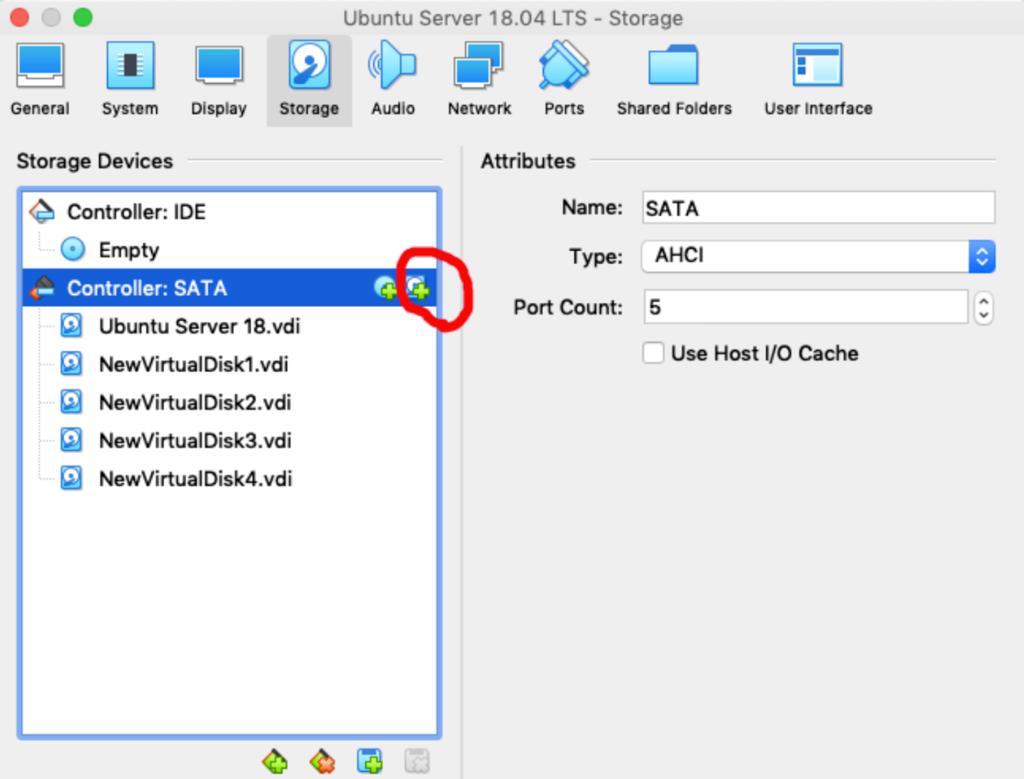 Ubuntu Server 18.04 LTS - Storage
General System Display Storage Audio Network Ports Shared Folders User Interface
Storage Devices
Controller: IDE
Empty
Controller: SATA
Ubuntu Server 18.vdi
NewVirtualDisk1.vdi
NewVirtualDisk2.vdi
NewVirtualDisk3.vdi
NewVirtualDisk4.vdi
Attributes
Name: SATA
Type: AHCI
Port Count: 5
Use Host I/O Cache